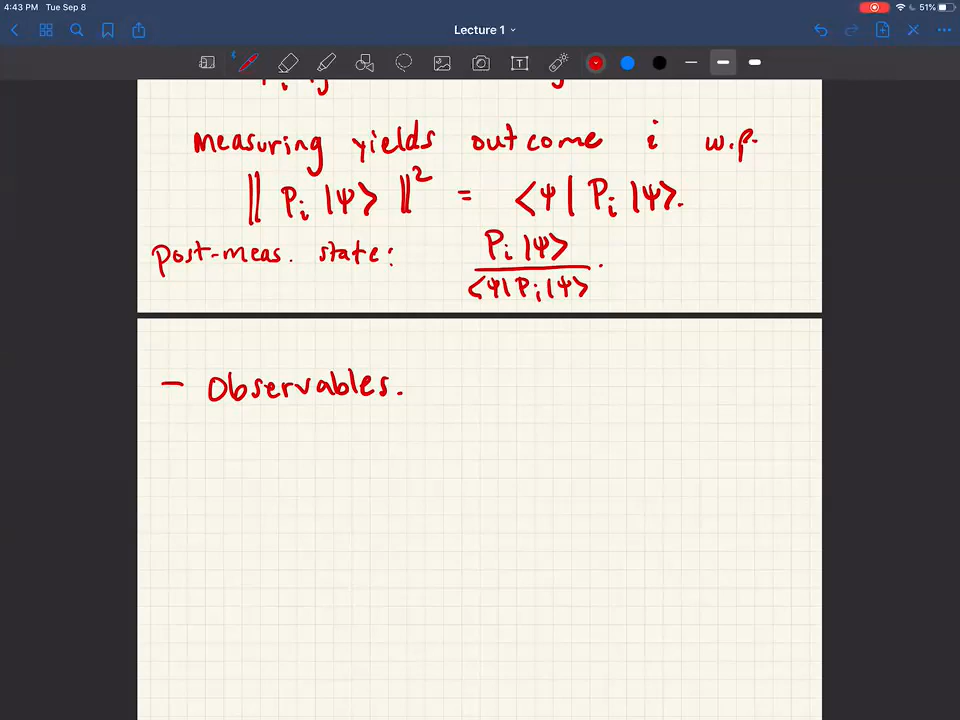 4:43 PM Tue Sep 8
51%
Lecture 1
measuring yields outcome i w.p.
‖ Pᵢ |ψ⟩ ‖² = ⟨ψ| Pᵢ |ψ⟩.
post-meas. state: Pᵢ |ψ⟩
⟨ψ| Pᵢ |ψ⟩ .
— Observables.